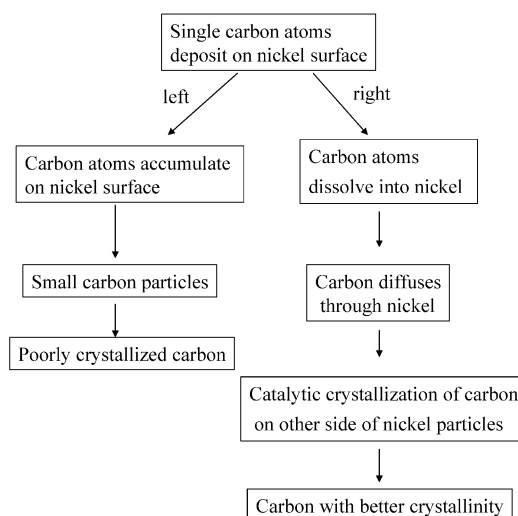 Single carbon atoms
deposit on nickel surface
left
right
Carbon atoms accumulate
on nickel surface
Carbon atoms
dissolve into nickel
Small carbon particles
Carbon diffuses
through nickel
Poorly crystallized carbon
Catalytic crystallization of carbon
on other side of nickel particles
Carbon with better crystallinity